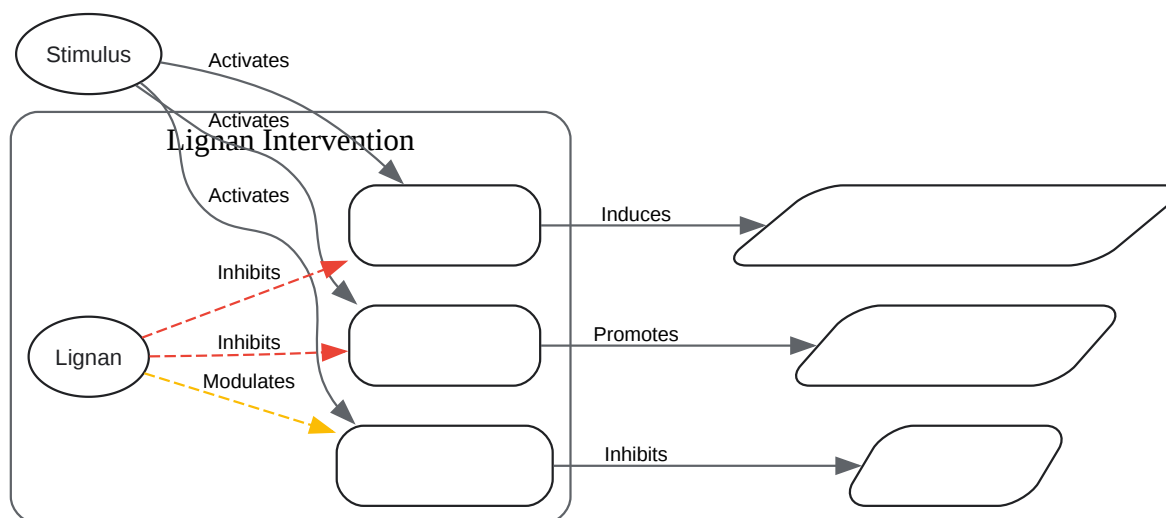 Stimulus
Activates
Activates
Lignan Intervention
Activates
Induces
Inhibits
Inhibits
Promotes
Lignan
Modulates
Inhibits